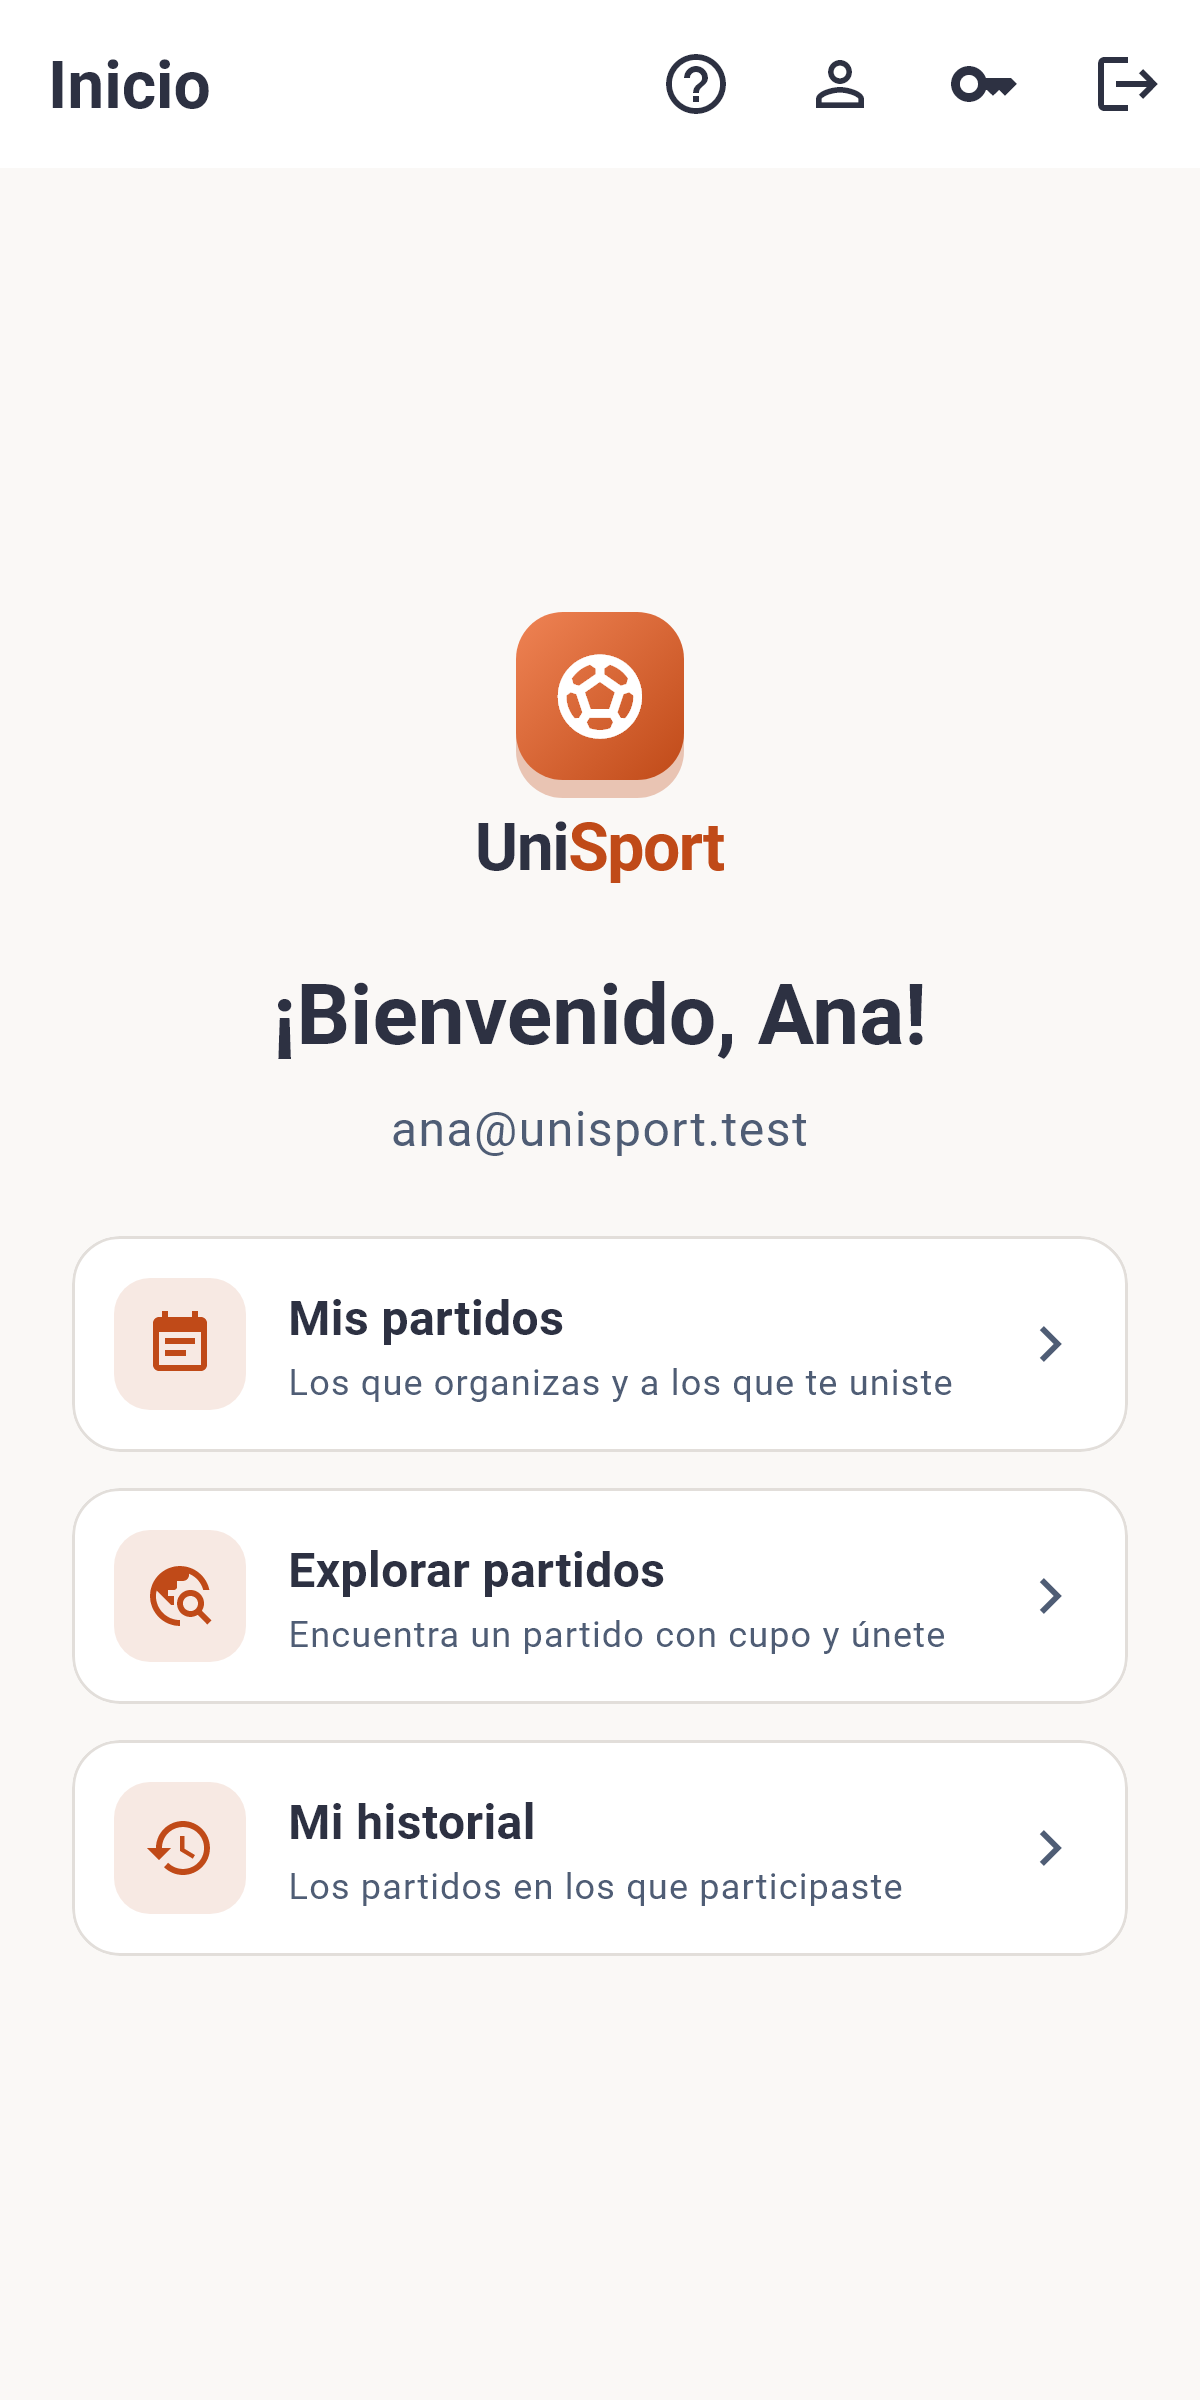 Inicio
UniSport
¡Bienvenido, Ana!
ana@unisport.test
Mis partidos
Los que organizas y a los que te uniste
Explorar partidos
Encuentra un partido con cupo y únete
Mi historial
Los partidos en los que participaste